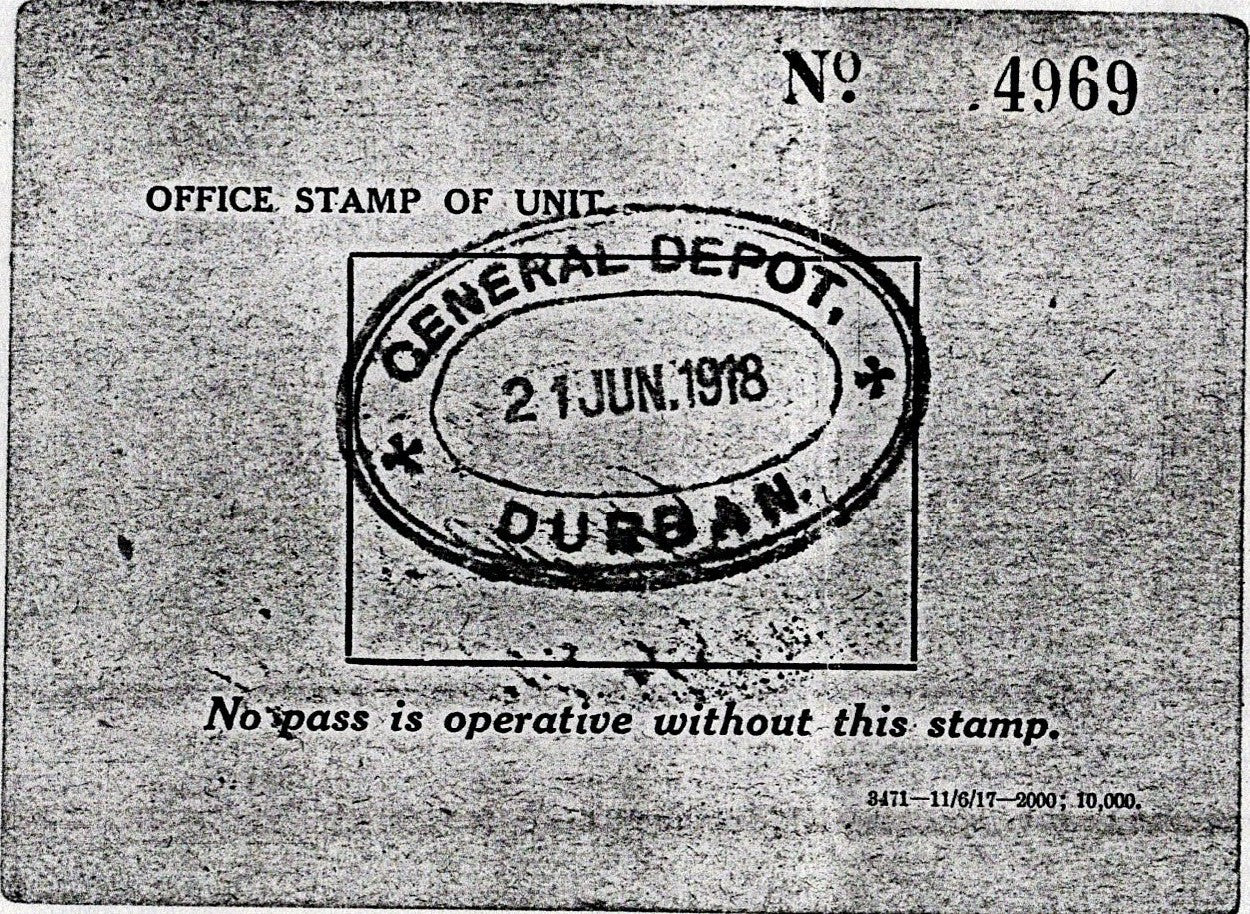 Nº 4969
OFFICE STAMP OF UNIT
GENERAL DEPOT,
21 JUN. 1918
DURBAN.
No pass is operative without this stamp.
3471—11/6/17—2000; 10,000.